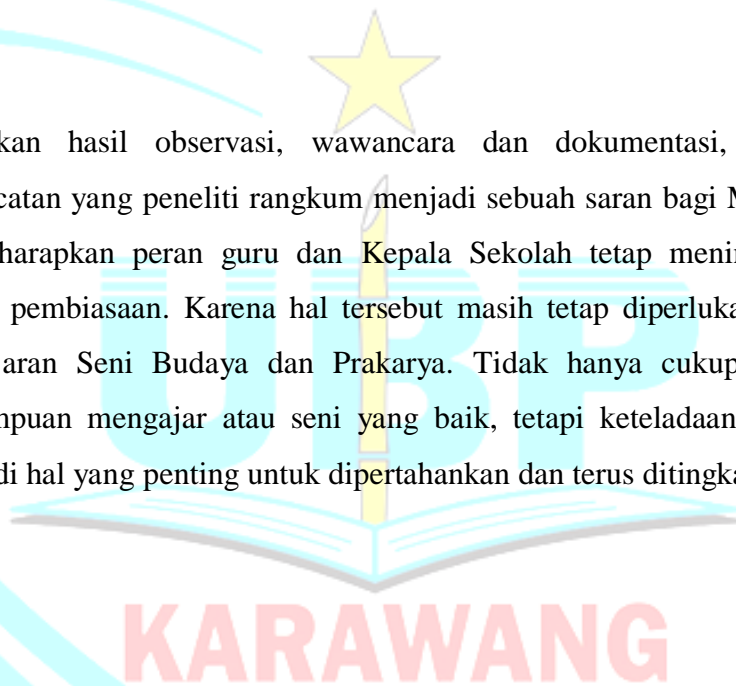 kan hasil observasi, wawancara dan dokumentasi,
catan yang peneliti rangkum menjadi sebuah saran bagi M
harapkan peran guru dan Kepala Sekolah tetap menin
pembiasaan. Karena hal tersebut masih tetap diperluka
aran Seni Budaya dan Prakarya. Tidak hanya cukup
npuan mengajar atau seni yang baik, tetapi keteladaan
di hal yang penting untuk dipertahankan dan terus ditingka
UBP
KARAWANG